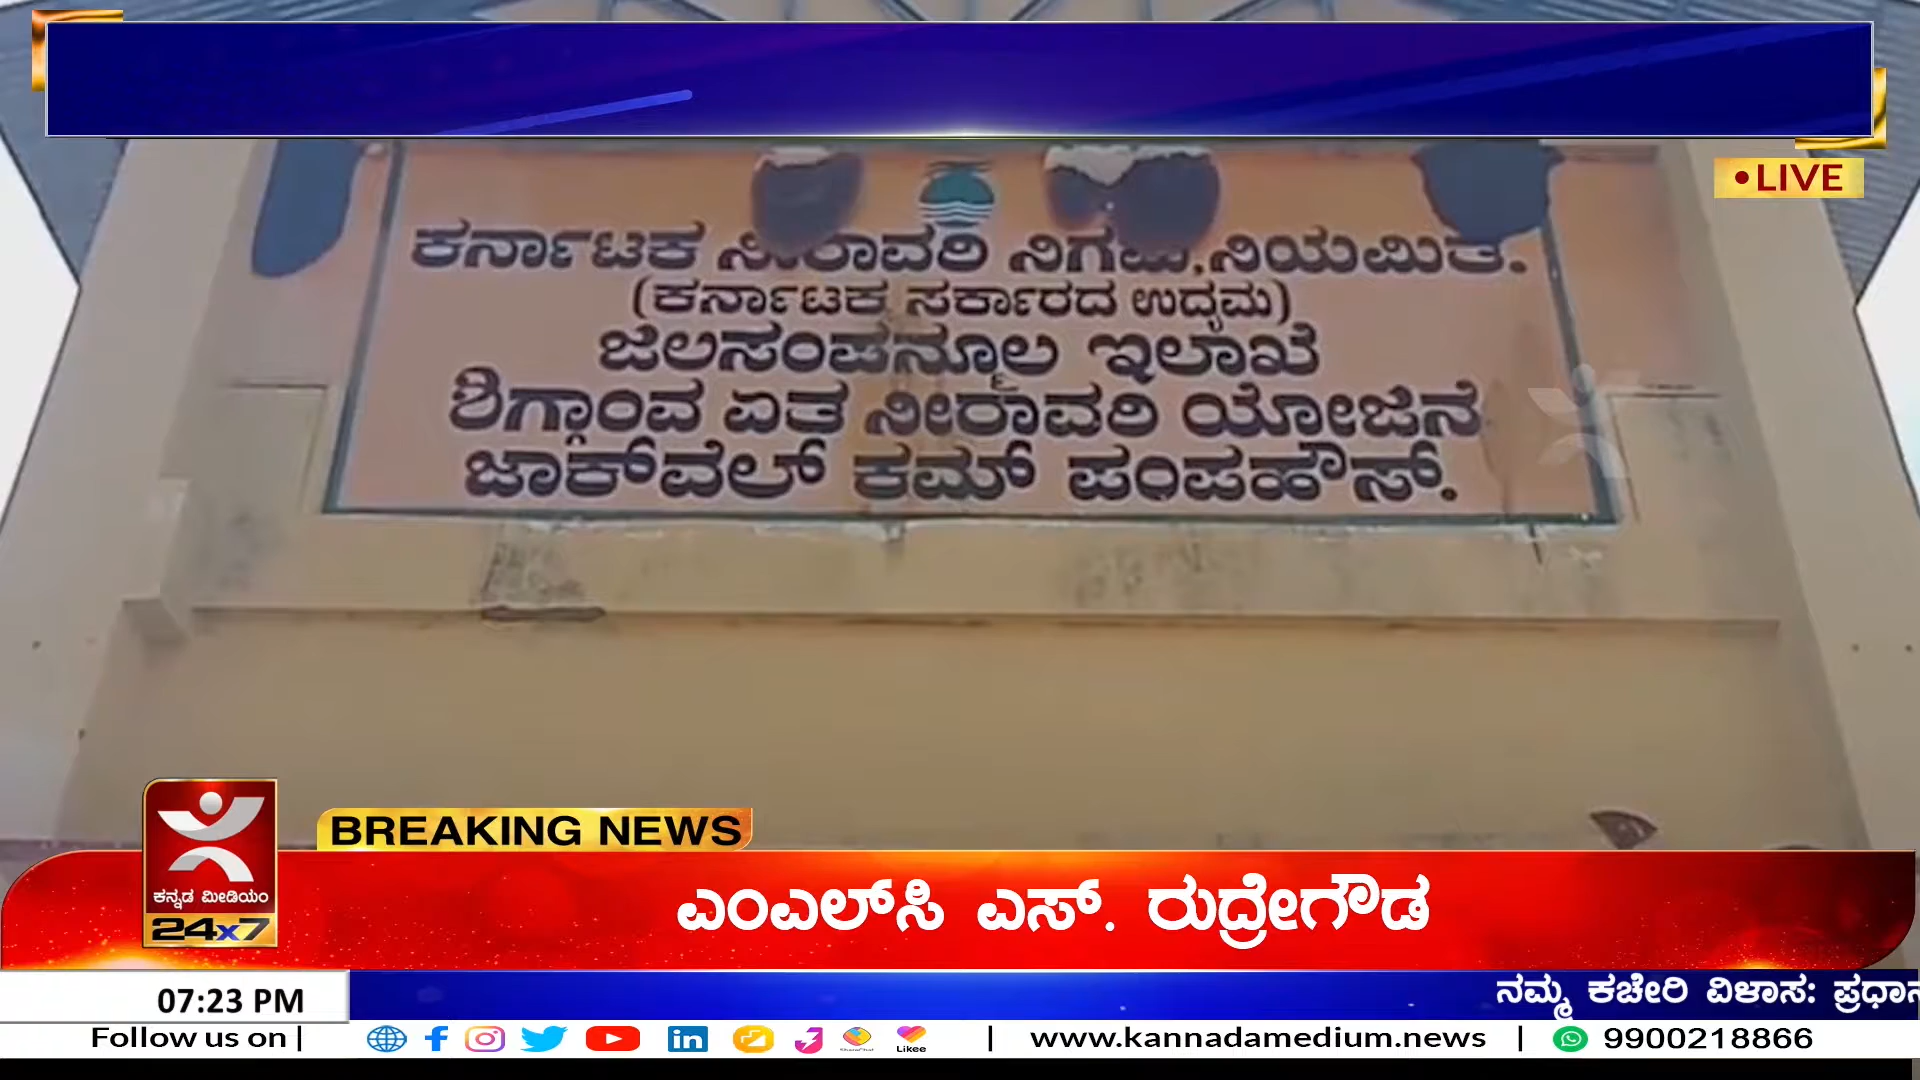 • LIVE
ಕರ್ನಾಟಕ ನೀರಾವರಿ ನಿಗಮ.ನಿಯಮಿತ.
(ಕರ್ನಾಟಕ ಸರ್ಕಾರದ ಉದ್ಯಮ)
ಜಲಸಂಪನ್ಮೂಲ ಇಲಾಖೆ
ಶಿಗ್ಗಾಂವ ಏತ ನೀರಾವರಿ ಯೋಜನೆ
ಜಾಕ್‌ವೆಲ್ ಕಮ್ ಪಂಪಹೌಸ್.
BREAKING NEWS
ಎಂಎಲ್‌ಸಿ ಎಸ್. ರುದ್ರೇಗೌಡ
ಕನ್ನಡ ಮೀಡಿಯಂ
24x7
07:23 PM
ನಮ್ಮ ಕಚೇರಿ ವಿಳಾಸ: ಪ್ರಧಾನ
Follow us on | Likee | www.kannadamedium.news | 9900218866